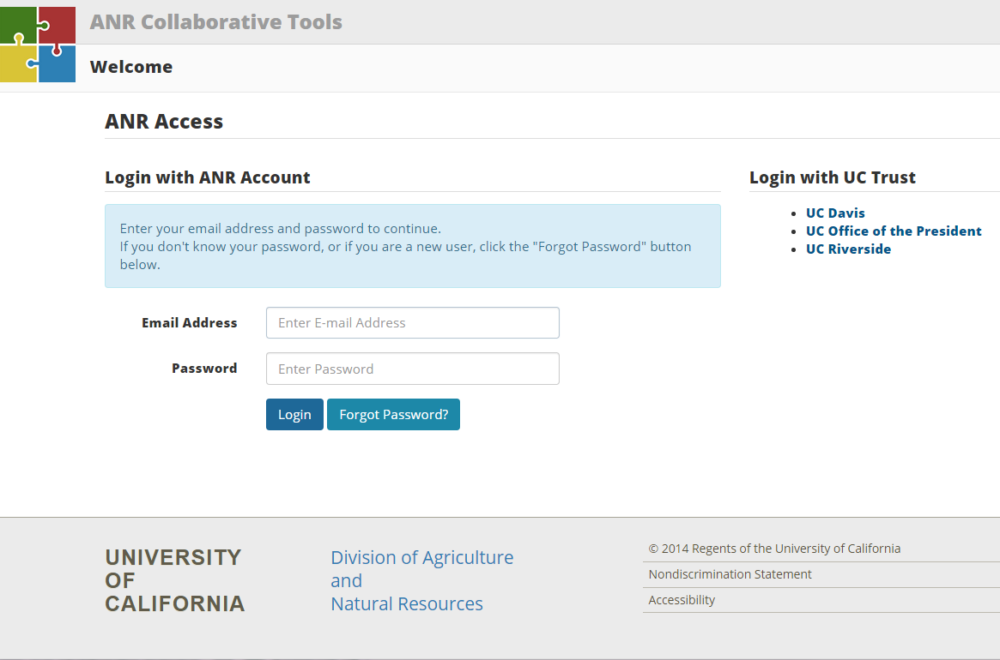 ANR Collaborative Tools
Welcome
ANR Access
Login with ANR Account
Enter your email address and password to continue.
If you don't know your password, or if you are a new user, click the "Forgot Password" button
below.
Email Address
Enter E-mail Address
Password
Enter Password
Login
Forgot Password?
Login with UC Trust
UC Davis
UC Office of the President
UC Riverside
UNIVERSITY
OF
CALIFORNIA
Division of Agriculture
and
Natural Resources
© 2014 Regents of the University of California
Nondiscrimination Statement
Accessibility